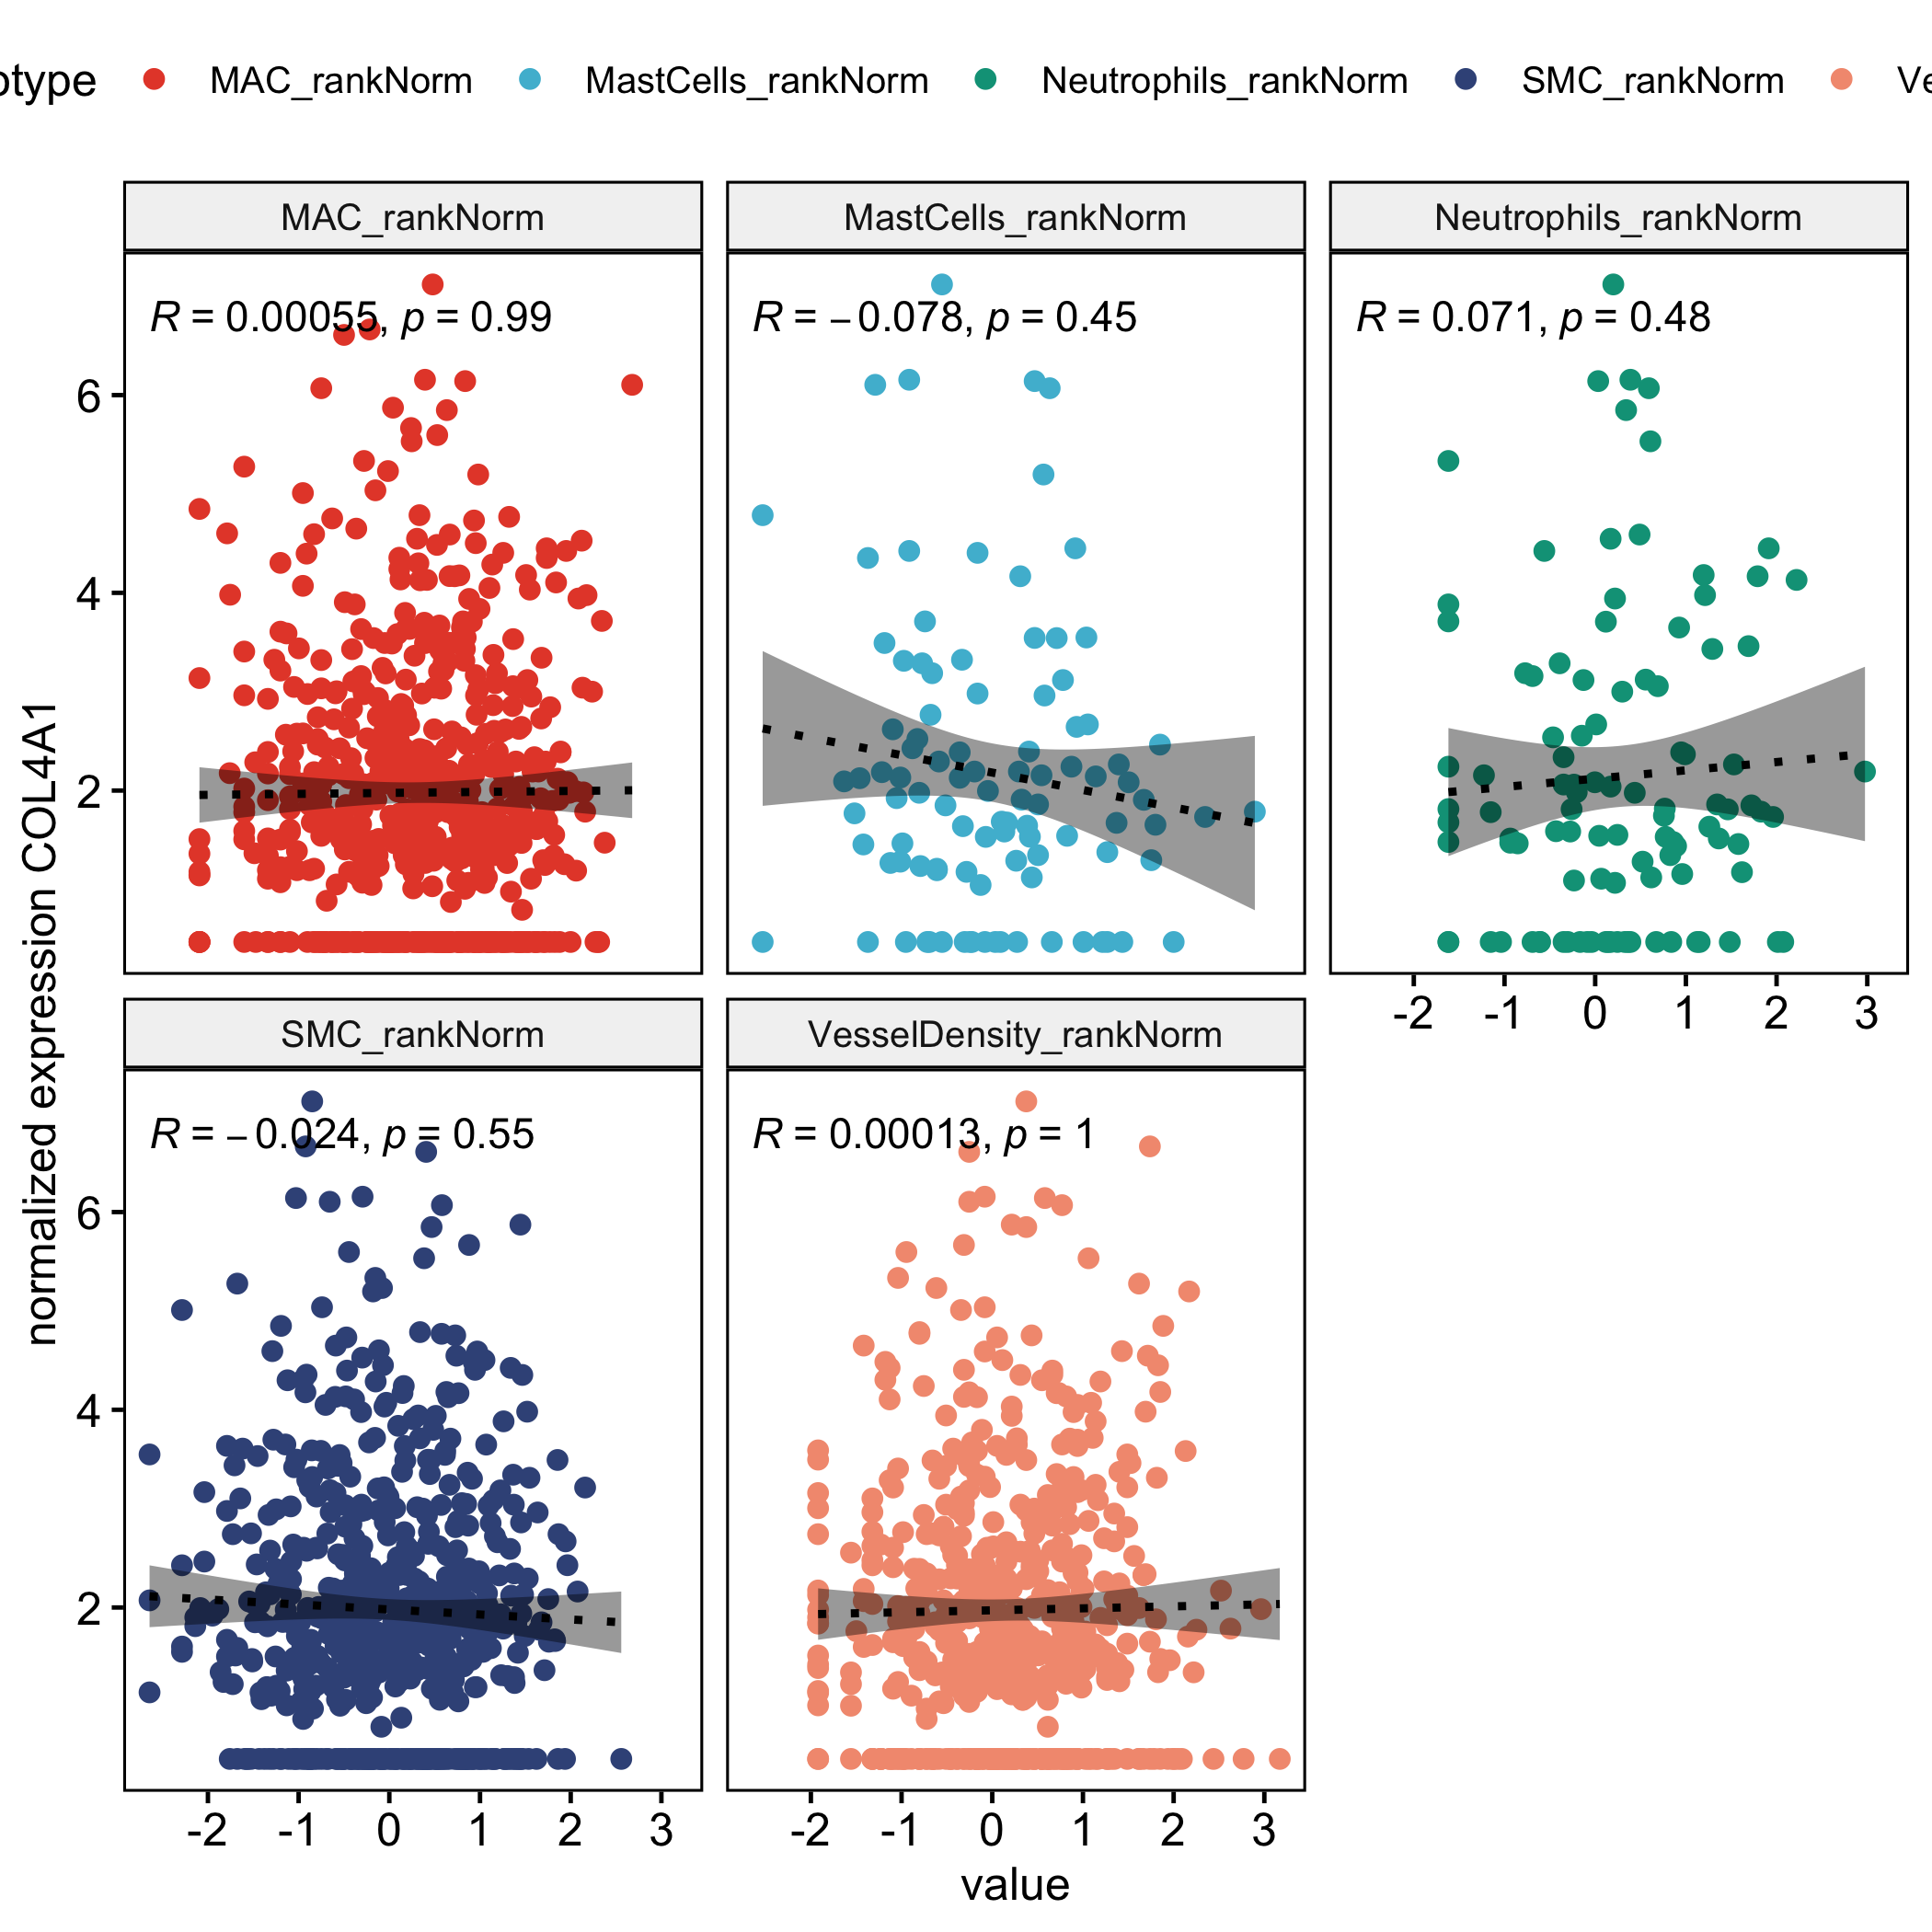 otype MAC_rankNorm MastCells_rankNorm Neutrophils_rankNorm SMC_rankNorm Ve
MAC_rankNorm MastCells_rankNorm Neutrophils_rankNorm
R = 0.00055, p = 0.99 R = −0.078, p = 0.45 R = 0.071, p = 0.48
6
4
2
-2 -1 0 1 2 3
normalized expression COL4A1
SMC_rankNorm VesselDensity_rankNorm
R = −0.024, p = 0.55 R = 0.00013, p = 1
6
4
2
-2 -1 0 1 2 3 -2 -1 0 1 2 3
value